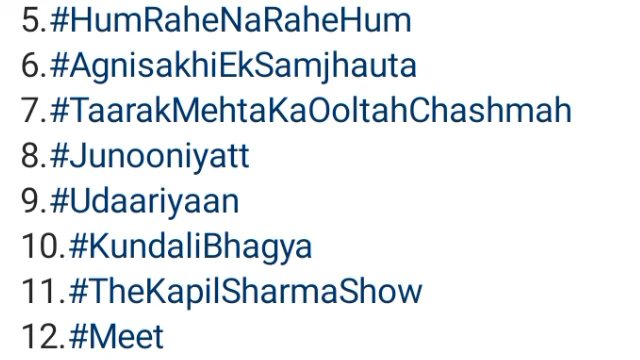 5.#HumRaheNaRaheHum
6.#AgnisakhiEkSamjhauta
7.#TaarakMehtaKaOoltahChashmah
8.#Junooniyatt
9.#Udaariyaan
10.#KundaliBhagya
11.#TheKapilSharmaShow
12.#Meet